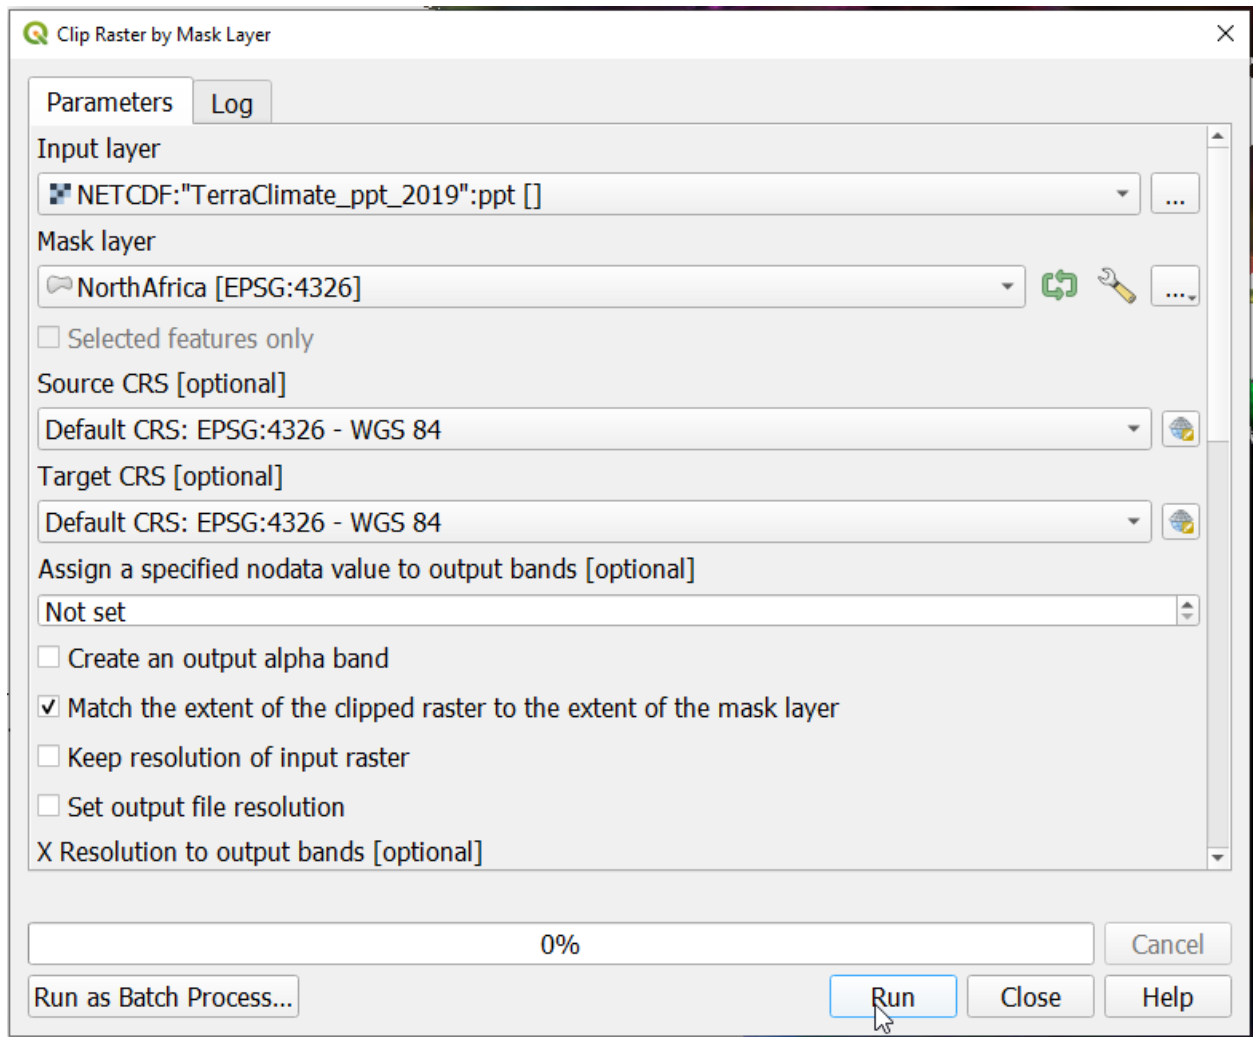 Clip Raster by Mask Layer
Parameters
Log
Input layer
NETCDF:"TerraClimate_ppt_2019":ppt []
...
Mask layer
NorthAfrica [EPSG:4326]
...
Selected features only
Source CRS [optional]
Default CRS: EPSG:4326 - WGS 84
Target CRS [optional]
Default CRS: EPSG:4326 - WGS 84
Assign a specified nodata value to output bands [optional]
Not set
Create an output alpha band
Match the extent of the clipped raster to the extent of the mask layer
Keep resolution of input raster
Set output file resolution
X Resolution to output bands [optional]
0%
Cancel
Run as Batch Process...
Run
Close
Help